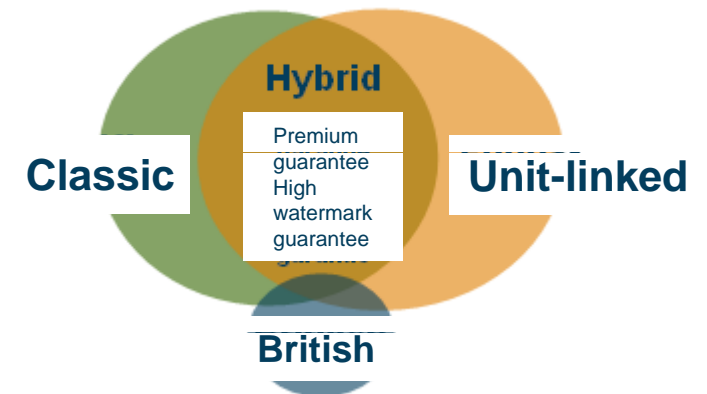 Hybrid
Premium
guarantee
High
watermark
guarantee
Classic
Unit-linked
British